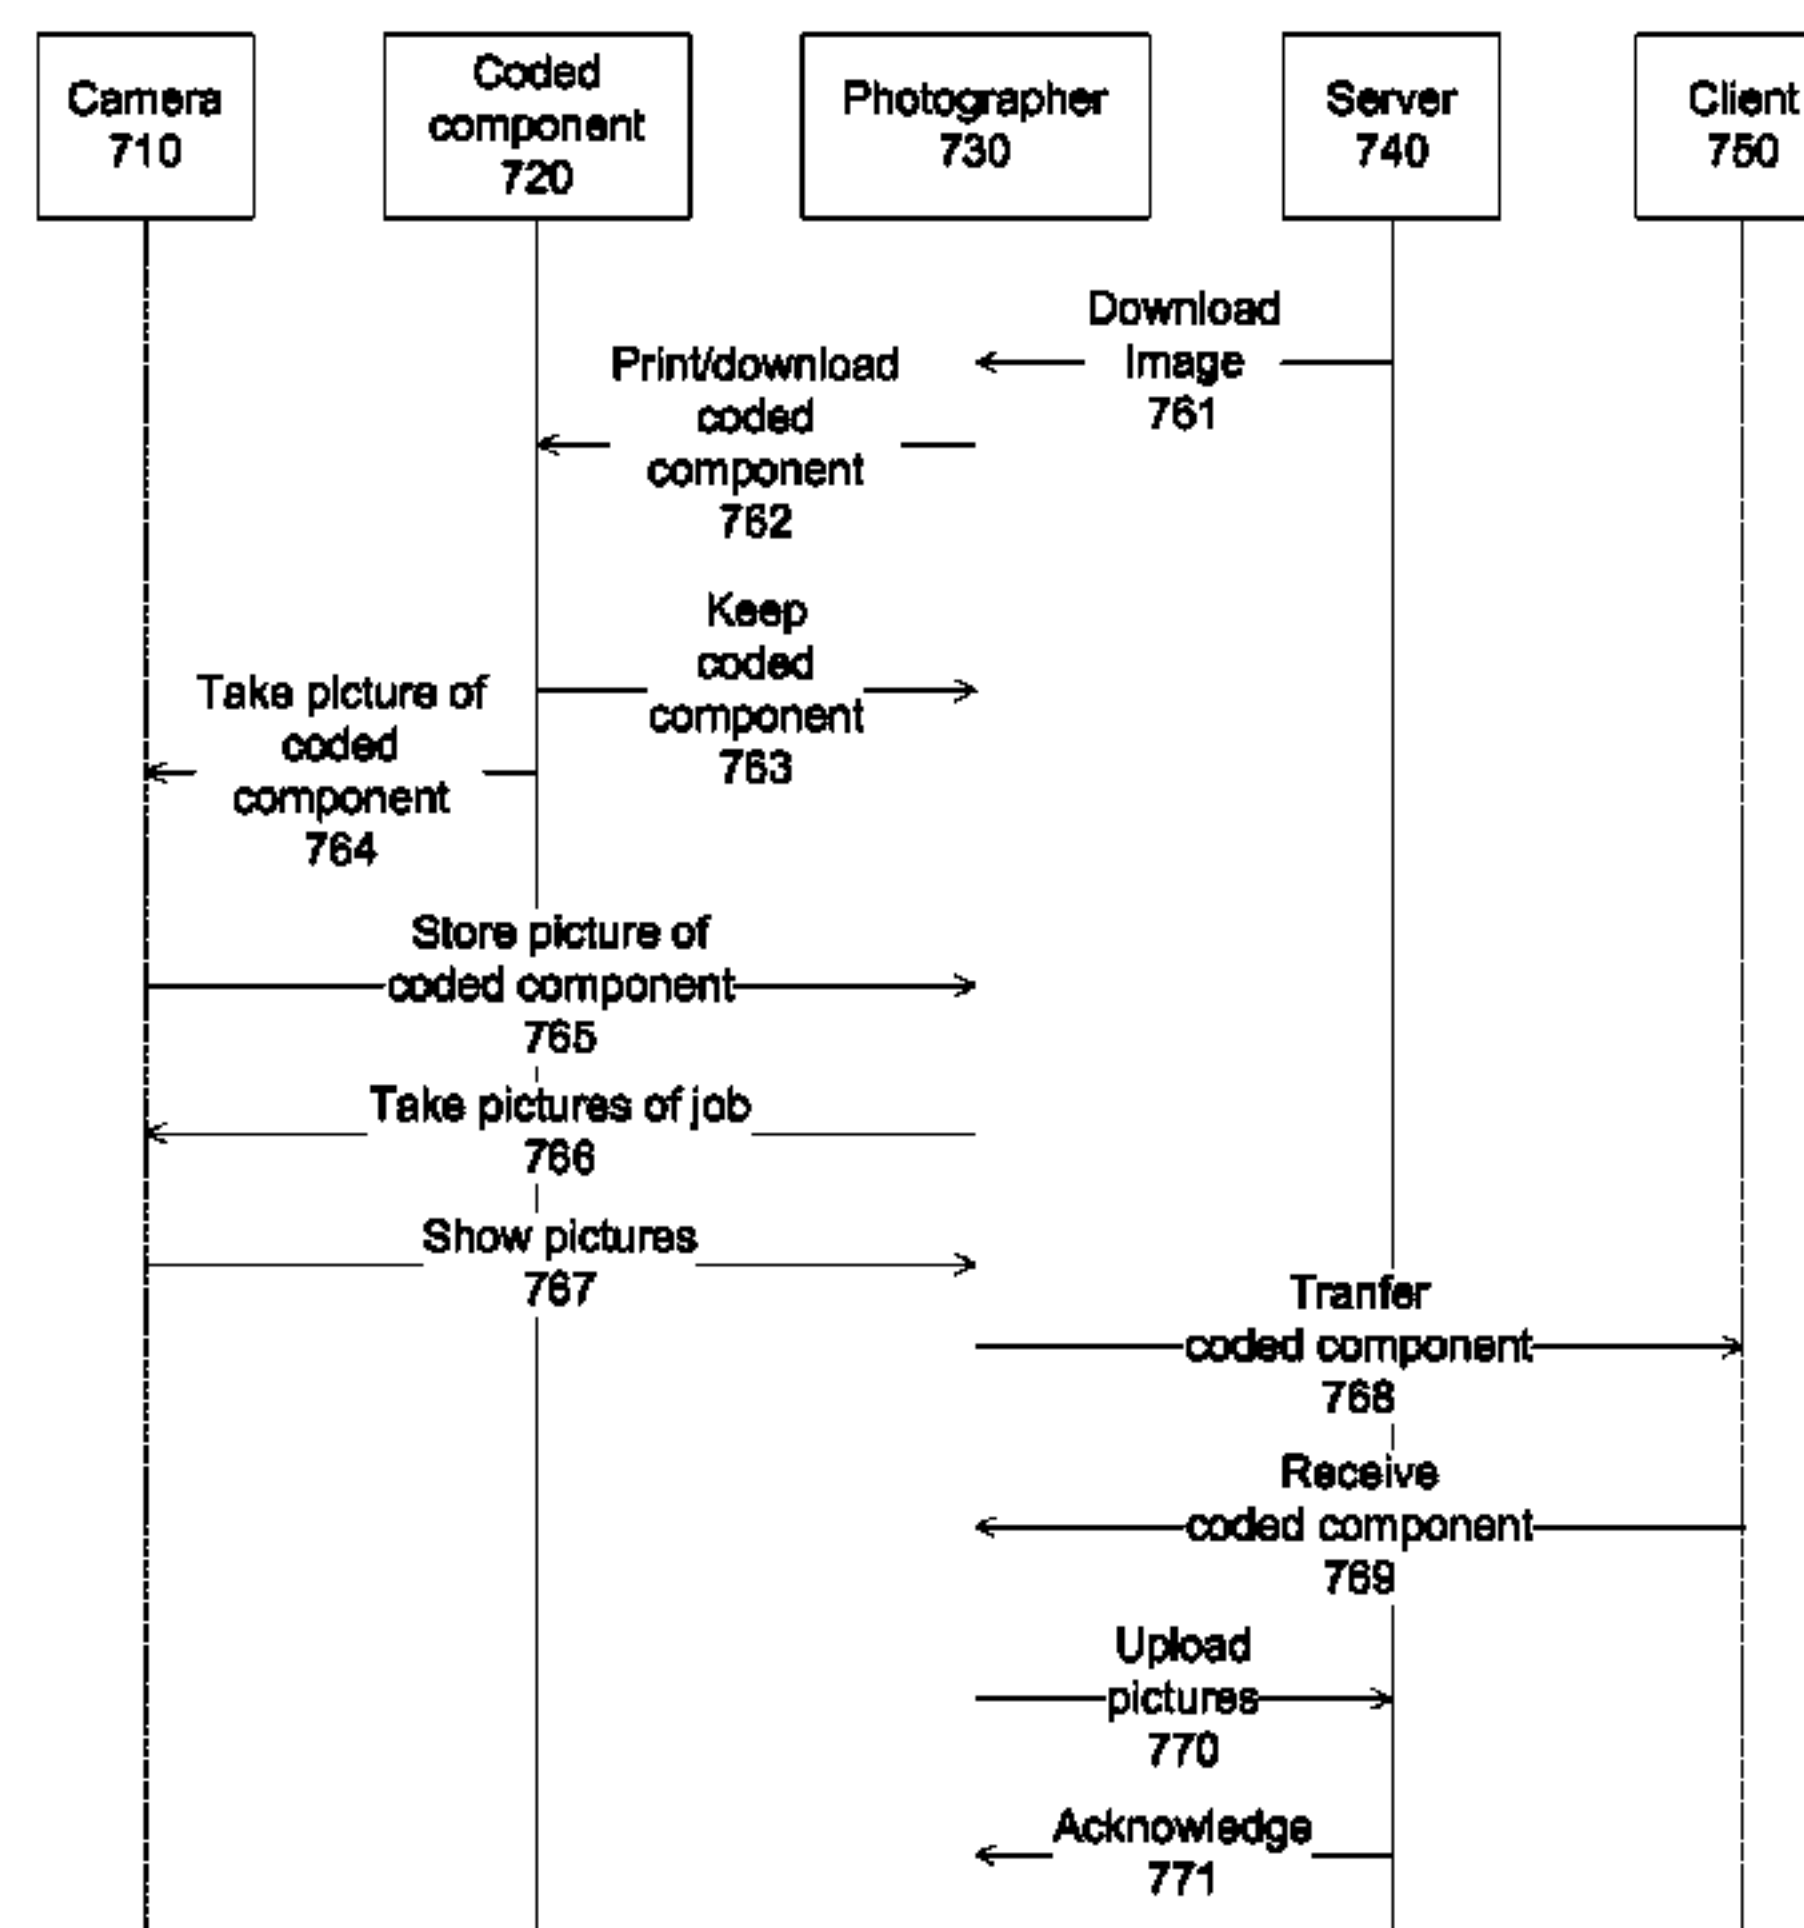 Camera
710
Coded
component
720
Photographer
730
Server
740
Client
750
Download
Image
761
Print/download
coded
component
762
Keep
coded
component
763
Take picture of
coded
component
764
Store picture of
coded component
765
Take pictures of job
766
Show pictures
767
Tranfer
coded component
768
Receive
coded component
769
Upload
pictures
770
Acknowledge
771